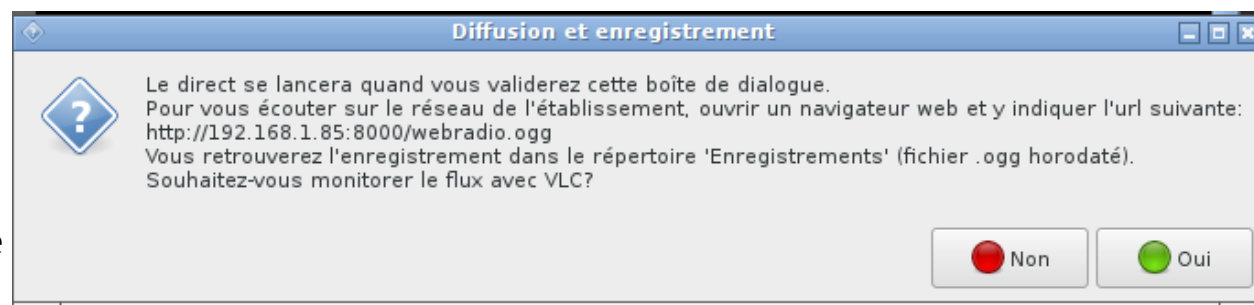 Diffusion et enregistrement
Le direct se lancera quand vous validerez cette boîte de dialogue.
Pour vous écouter sur le réseau de l'établissement, ouvrir un navigateur web et y indiquer l'url suivante:
http://192.168.1.85:8000/webradio.ogg
Vous retrouverez l'enregistrement dans le répertoire 'Enregistrements' (fichier .ogg horodaté).
Souhaitez-vous monitorer le flux avec VLC?
Non
Oui